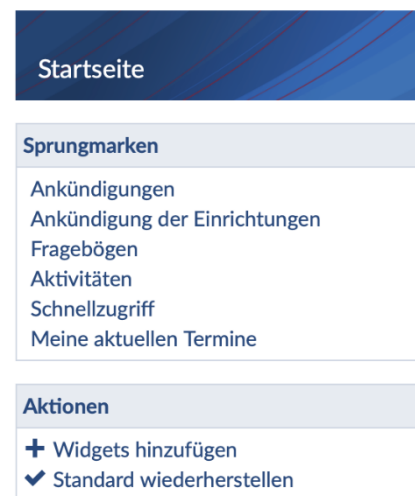 Startseite
Sprungmarken
Ankündigungen
Ankündigung der Einrichtungen
Fragebögen
Aktivitäten
Schnellzugriff
Meine aktuellen Termine
Aktionen
Widgets hinzufügen
Standard wiederherstellen